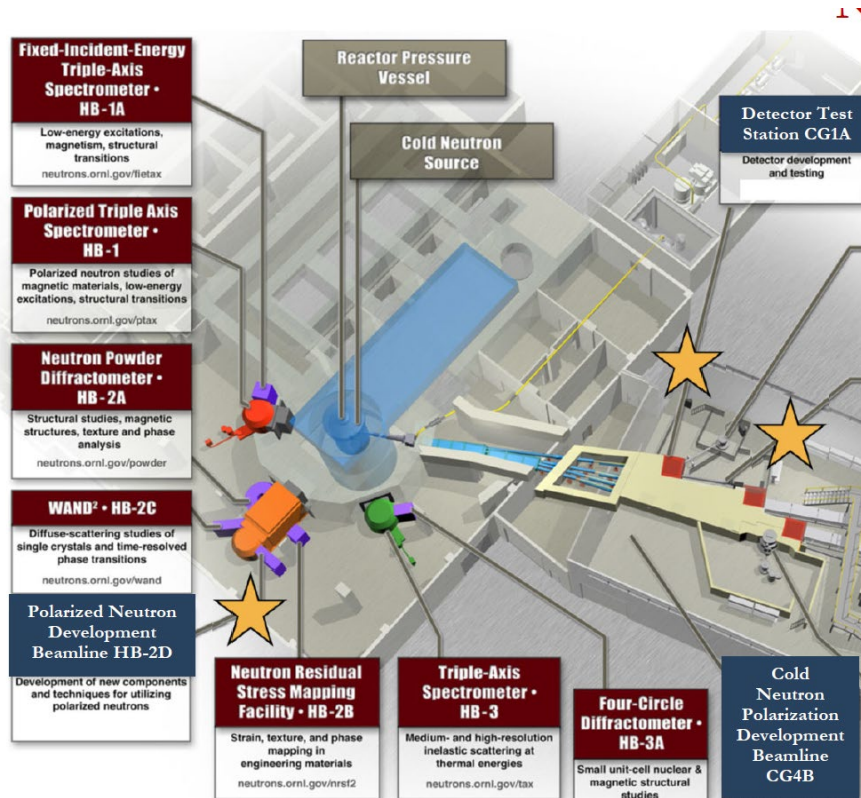 Fixed-Incident-Energy
Triple-Axis
Spectrometer •
HB-1A
Low-energy excitations,
magnetism, structural
transitions
neutrons.ornl.gov/fietax
Polarized Triple Axis
Spectrometer •
HB-1
Polarized neutron studies of
magnetic materials, low-energy
excitations, structural transitions
neutrons.ornl.gov/ptax
Neutron Powder
Diffractometer •
HB-2A
Structural studies, magnetic
structures, texture and phase
analysis
neutrons.ornl.gov/powder
WAND² • HB-2C
Diffuse-scattering studies of
single crystals and time-resolved
phase transitions
neutrons.ornl.gov/wand
Polarized Neutron
Development
Beamline HB-2D
Development of new components
and techniques for utilizing
polarized neutrons
Reactor Pressure
Vessel
Cold Neutron
Source
Detector Test
Station CG1A
Detector development
and testing
Neutron Residual
Stress Mapping
Facility • HB-2B
Strain, texture, and phase
mapping in
engineering materials
neutrons.ornl.gov/nrsf2
Triple-Axis
Spectrometer •
HB-3
Medium- and high-resolution
inelastic scattering at
thermal energies
neutrons.ornl.gov/tax
Four-Circle
Diffractometer •
HB-3A
Small unit-cell nuclear &
magnetic structural
studies
Cold
Neutron
Polarization
Development
Beamline
CG4B